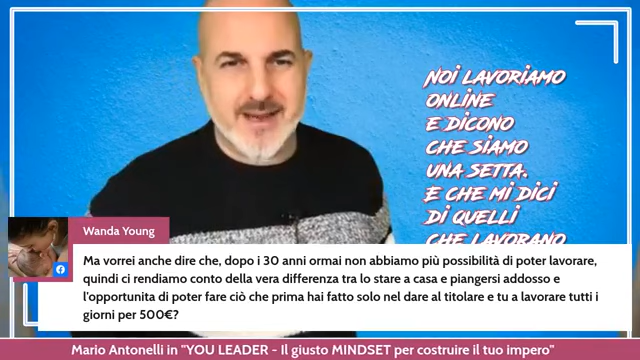 NOI LAVORIAMO
ONLINE
E DICONO
CHE SIAMO
UNA SETTA.
E CHE MI DICI
DI QUELLI
CHE LAVORANO
Wanda Young
Ma vorrei anche dire che, dopo i 30 anni ormai non abbiamo più possibilità di poter lavorare,
quindi ci rendiamo conto della vera differenza tra lo stare a casa e piangersi addosso e
l'opportunita di poter fare ciò che prima hai fatto solo nel dare al titolare e tu a lavorare tutti i
giorni per 500€?
Mario Antonelli in "YOU LEADER - Il giusto MINDSET per costruire il tuo impero"